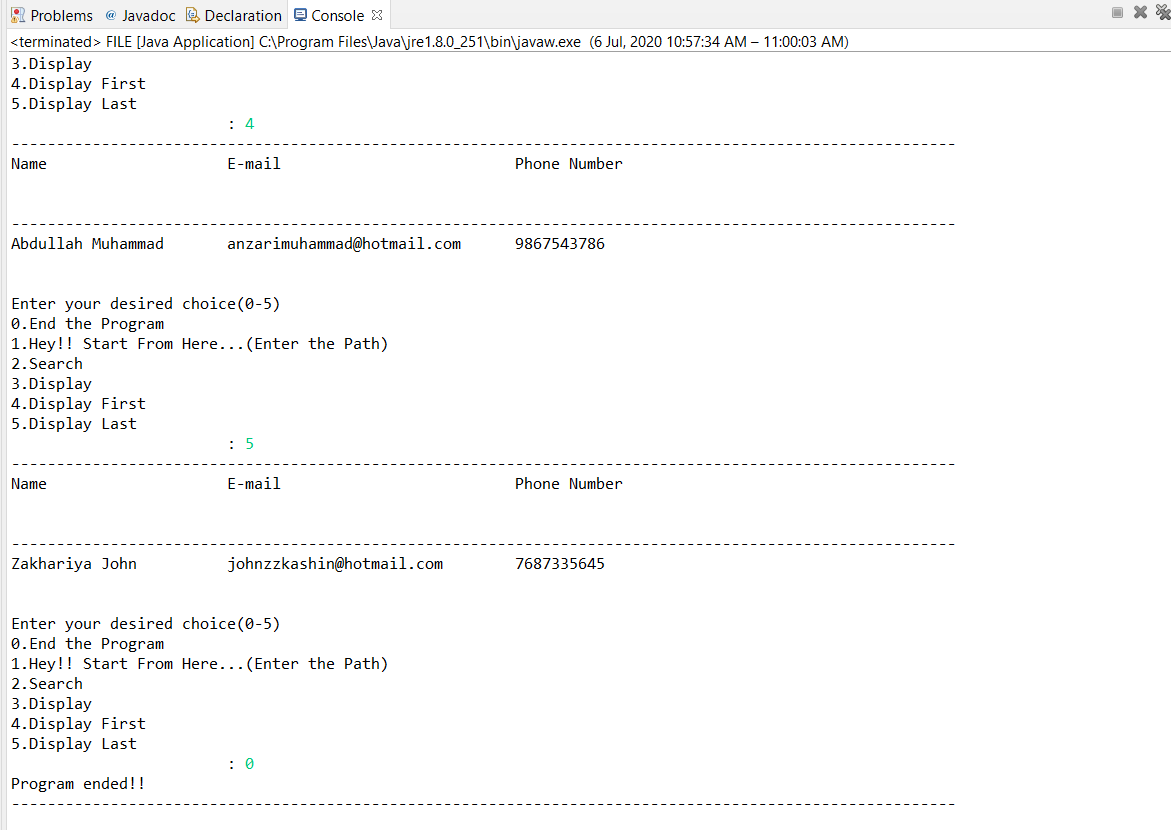 Problems @ Javadoc Declaration Console
<terminated> FILE [Java Application] C:\Program Files\Java\jre1.8.0_251\bin\javaw.exe (6 Jul, 2020 10:57:34 AM – 11:00:03 AM)
3.Display
4.Display First
5.Display Last
: 4
---------------------------------------------------------------------------------------------------------
Name E-mail Phone Number
---------------------------------------------------------------------------------------------------------
Abdullah Muhammad anzarimuhammad@hotmail.com 9867543786
Enter your desired choice(0-5)
0.End the Program
1.Hey!! Start From Here...(Enter the Path)
2.Search
3.Display
4.Display First
5.Display Last
: 5
---------------------------------------------------------------------------------------------------------
Name E-mail Phone Number
---------------------------------------------------------------------------------------------------------
Zakhariya John johnzzkashin@hotmail.com 7687335645
Enter your desired choice(0-5)
0.End the Program
1.Hey!! Start From Here...(Enter the Path)
2.Search
3.Display
4.Display First
5.Display Last
: 0
Program ended!!
---------------------------------------------------------------------------------------------------------